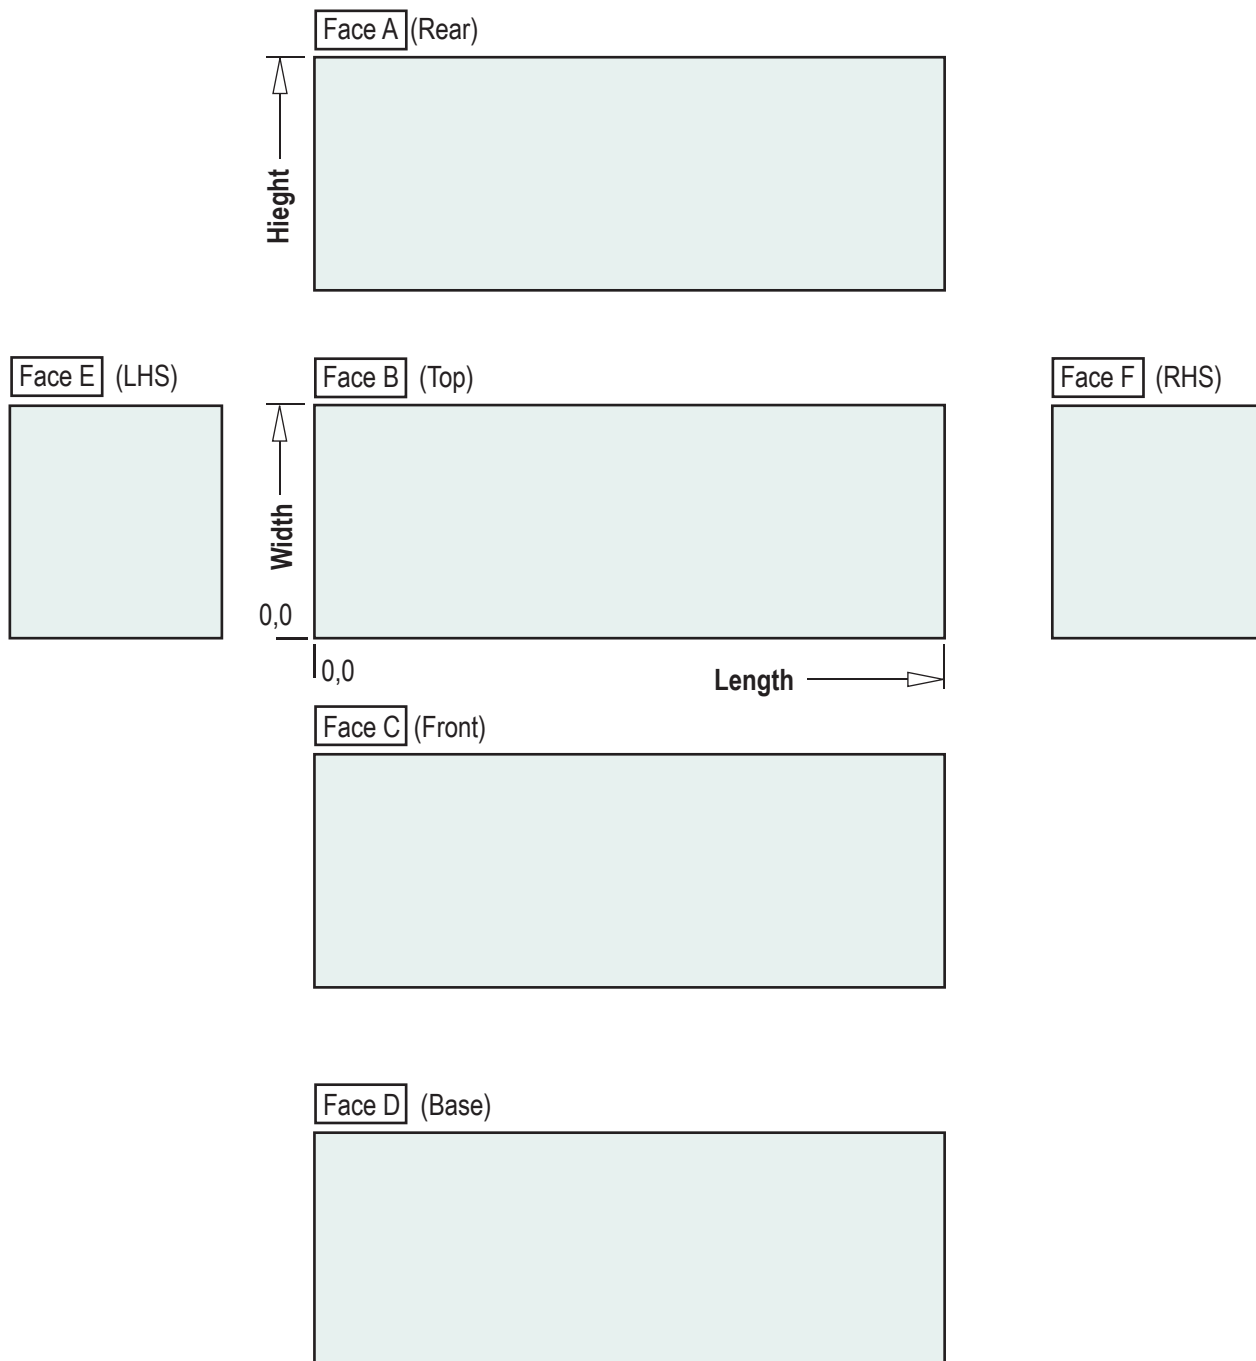 Face A (Rear)
Hieght
Face E (LHS)
Face B (Top)
Face F (RHS)
Width
0,0
0,0
Length
Face C (Front)
Face D (Base)